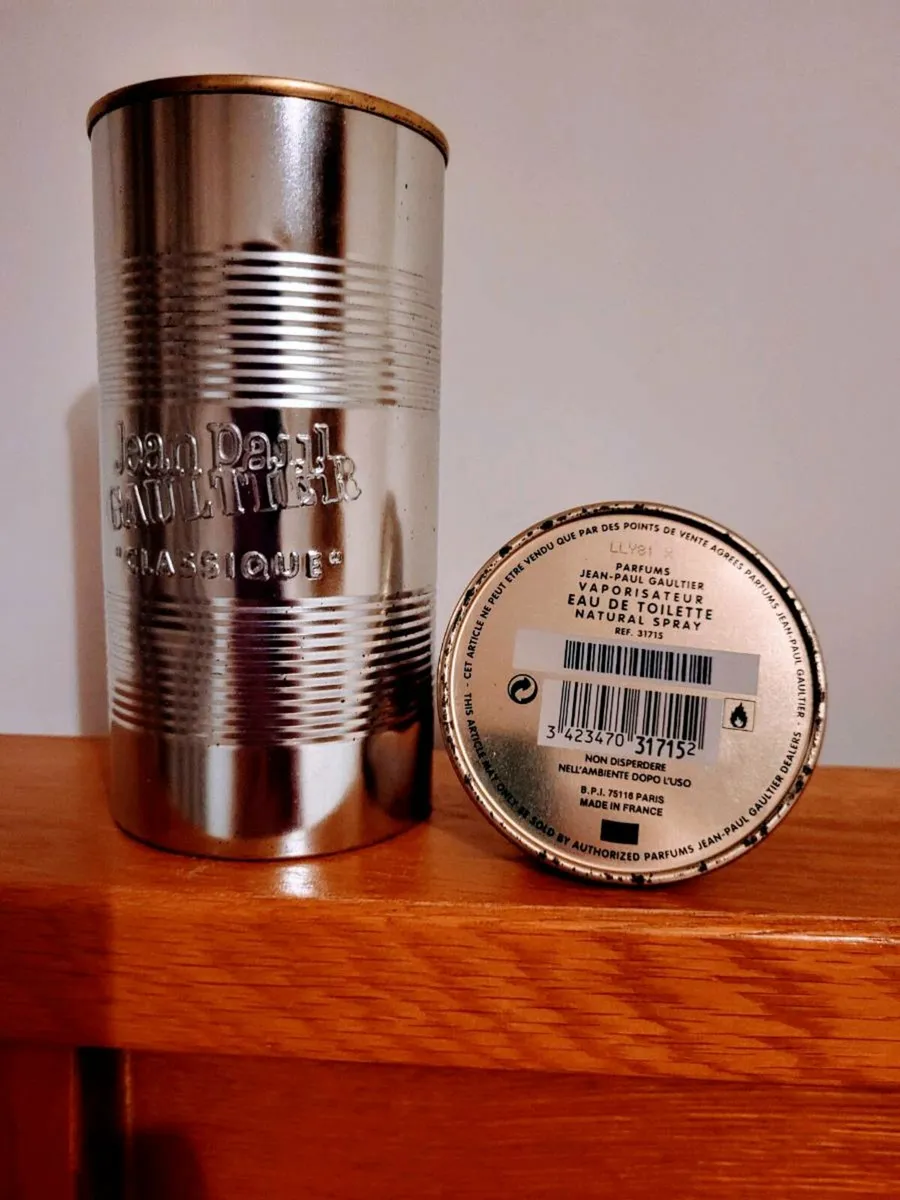 Jean Paul
GAULTIER
"CLASSIQUE"
CET ARTICLE NE PEUT ETRE VENDU QUE PAR DES POINTS DE VENTE AGREES PARFUMS JEAN-PAUL GAULTIER ·
THIS ARTICLE MAY ONLY BE SOLD BY AUTHORIZED PARFUMS JEAN-PAUL GAULTIER DEALERS ·
LLY81 X
PARFUMS
JEAN-PAUL GAULTIER
VAPORISATEUR
EAU DE TOILETTE
NATURAL SPRAY
REF. 31715
3 423470 317152
NON DISPERDERE
NELL'AMBIENTE DOPO L'USO
B.P.I. 75116 PARIS
MADE IN FRANCE